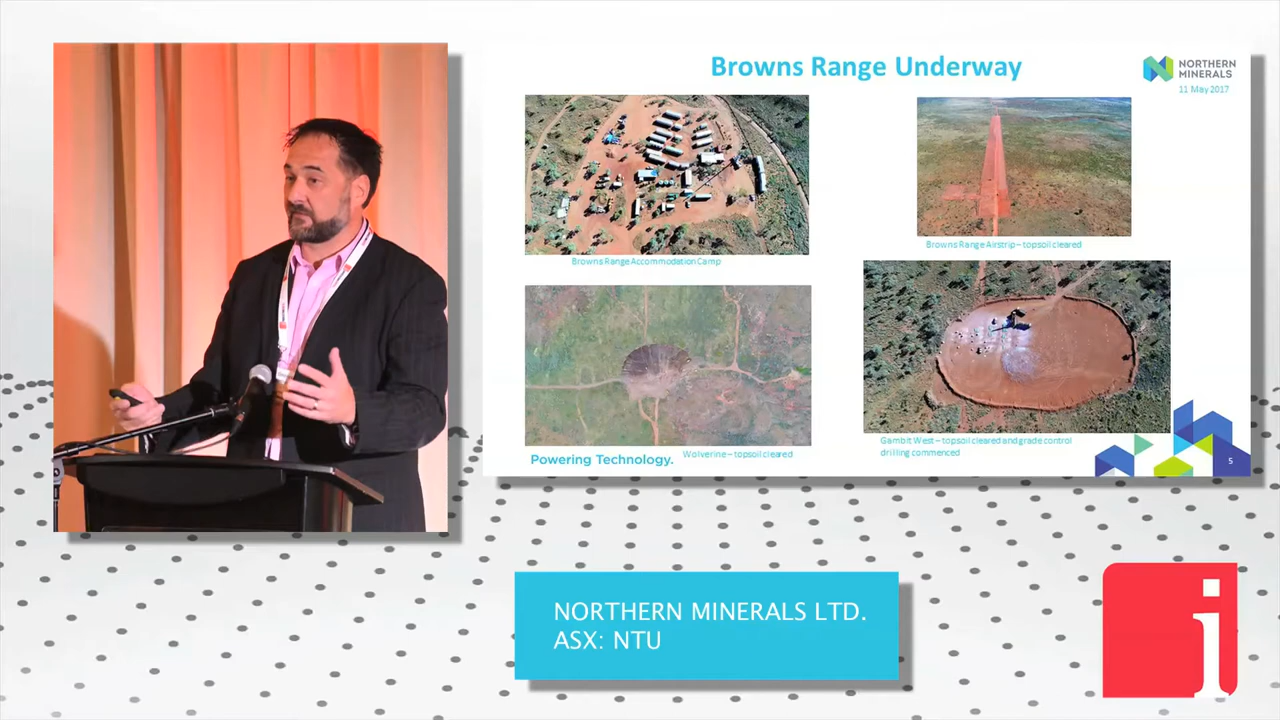 Browns Range Underway
NORTHERN
MINERALS
11 May 2017
Browns Range Accommodation Camp
Browns Range Airstrip – topsoil cleared
Wolverine – topsoil cleared
Gambit West – topsoil cleared and grade control
drilling commenced
Powering Technology.
5
NORTHERN MINERALS LTD.
ASX: NTU
i